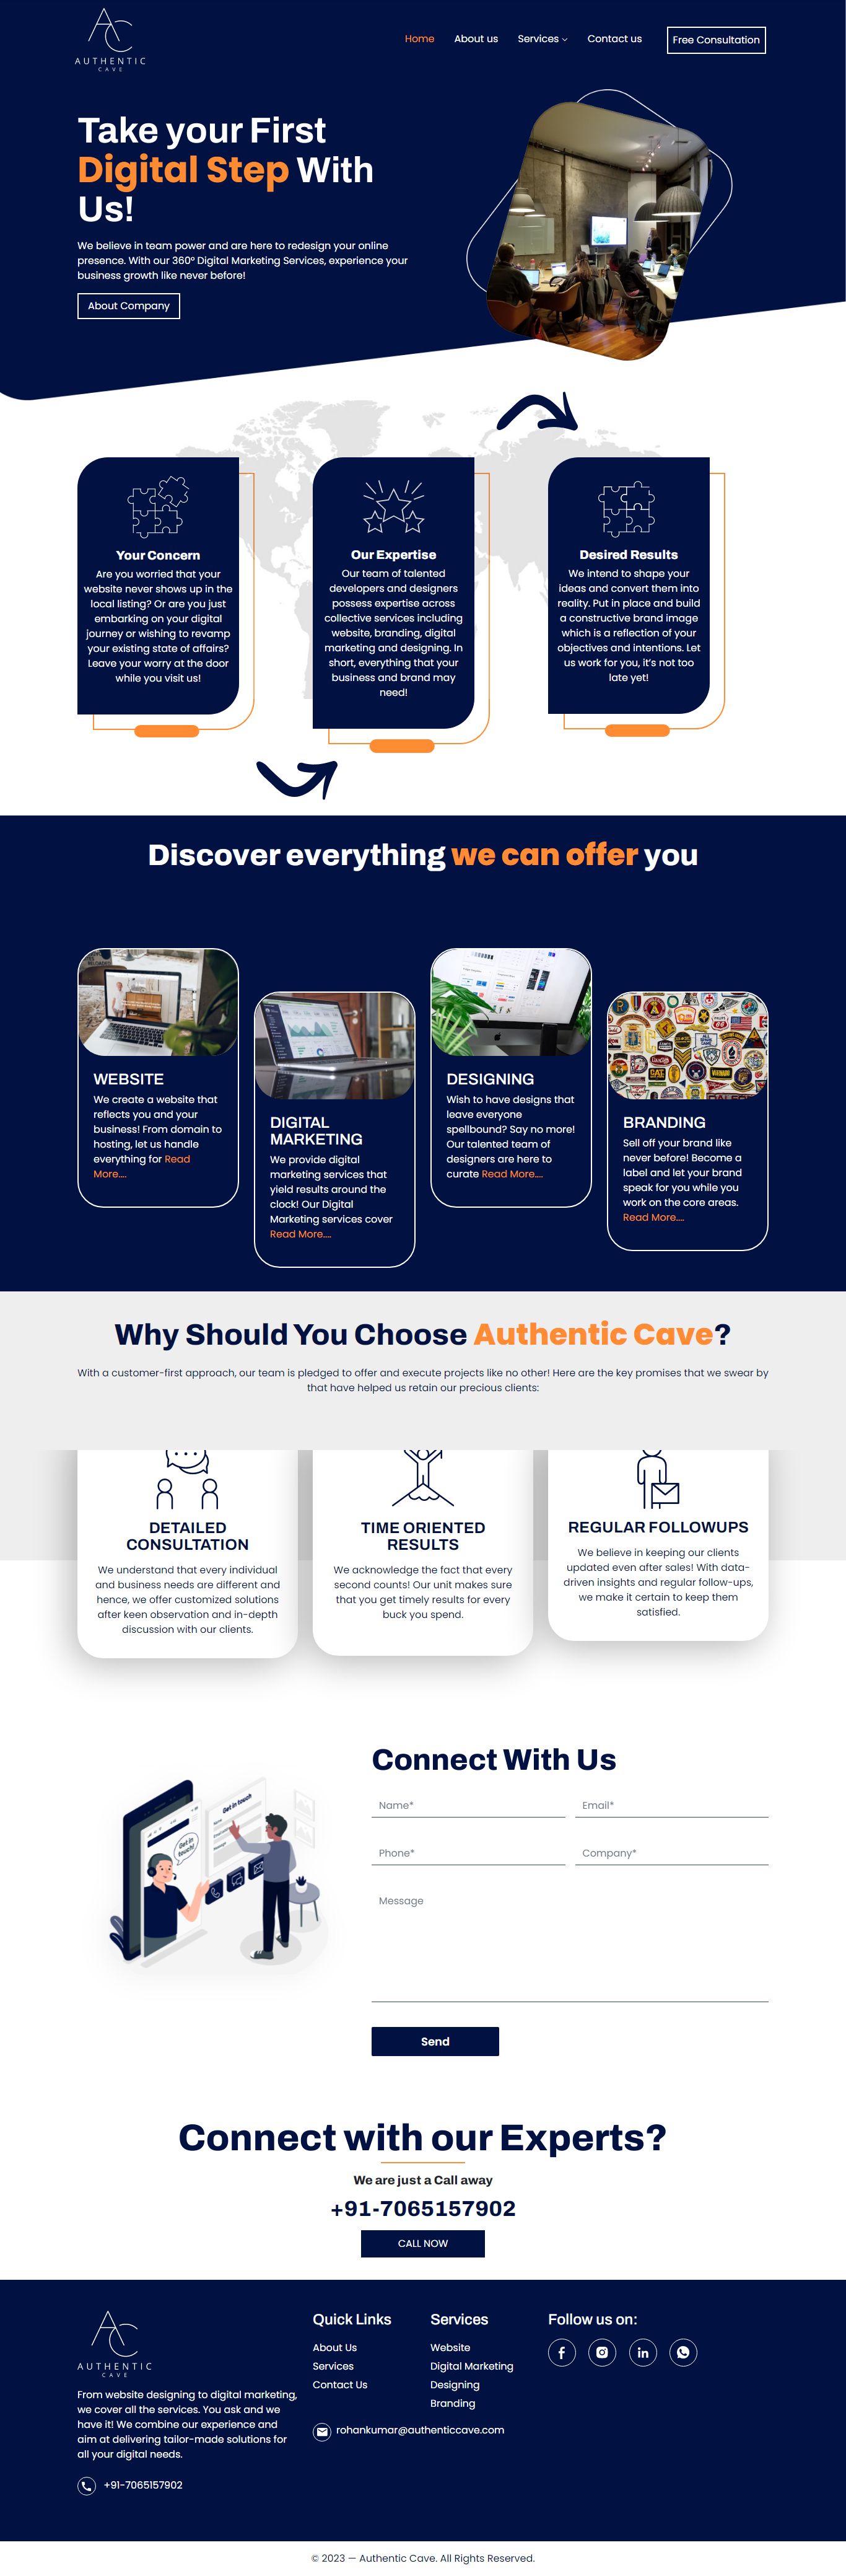 AUTHENTIC
CAVE
Home
About us
Services
Contact us
Free Consultation
Take your First
Digital Step With
Us!
We believe in team power and are here to redesign your online
presence. With our 360° Digital Marketing Services, experience your
business growth like never before!
About Company
Your Concern
Are you worried that your
website never shows up in the
local listing? Or are you just
embarking on your digital
journey or wishing to revamp
your existing state of affairs?
Leave your worry at the door
while you visit us!
Our Expertise
Our team of talented
developers and designers
possess expertise across
collective services including
website, branding, digital
marketing and designing. In
short, everything that your
business and brand may
need!
Desired Results
We intend to shape your
ideas and convert them into
reality. Put in place and build
a constructive brand image
which is a reflection of your
objectives and intentions. Let
us work for you, it's not too
late yet!
Discover everything we can offer you
WEBSITE
We create a website that
reflects you and your
business! From domain to
hosting, let us handle
everything for Read
More....
DIGITAL
MARKETING
We provide digital
marketing services that
yield results around the
clock! Our Digital
Marketing services cover
Read More....
DESIGNING
Wish to have designs that
leave everyone
spellbound? Say no more!
Our talented team of
designers are here to
curate Read More....
BRANDING
Sell off your brand like
never before! Become a
label and let your brand
speak for you while you
work on the core areas.
Read More....
Why Should You Choose Authentic Cave?
With a customer-first approach, our team is pledged to offer and execute projects like no other! Here are the key promises that we swear by
that have helped us retain our precious clients:
DETAILED
CONSULTATION
We understand that every individual
and business needs are different and
hence, we offer customized solutions
after keen observation and in-depth
discussion with our clients.
TIME ORIENTED
RESULTS
We acknowledge the fact that every
second counts! Our unit makes sure
that you get timely results for every
buck you spend.
REGULAR FOLLOWUPS
We believe in keeping our clients
updated even after sales! With data-
driven insights and regular follow-ups,
we make it certain to keep them
satisfied.
Get in touch
Get in
touch!
Connect With Us
Name*
Email*
Phone*
Company*
Message
Send
Connect with our Experts?
We are just a Call away
+91-7065157902
CALL NOW
AUTHENTIC
CAVE
From website designing to digital marketing,
we cover all the services. You ask and we
have it! We combine our experience and
aim at delivering tailor-made solutions for
all your digital needs.
+91-7065157902
Quick Links
About Us
Services
Contact Us
rohankumar@authenticcave.com
Services
Website
Digital Marketing
Designing
Branding
Follow us on:
© 2023 — Authentic Cave. All Rights Reserved.